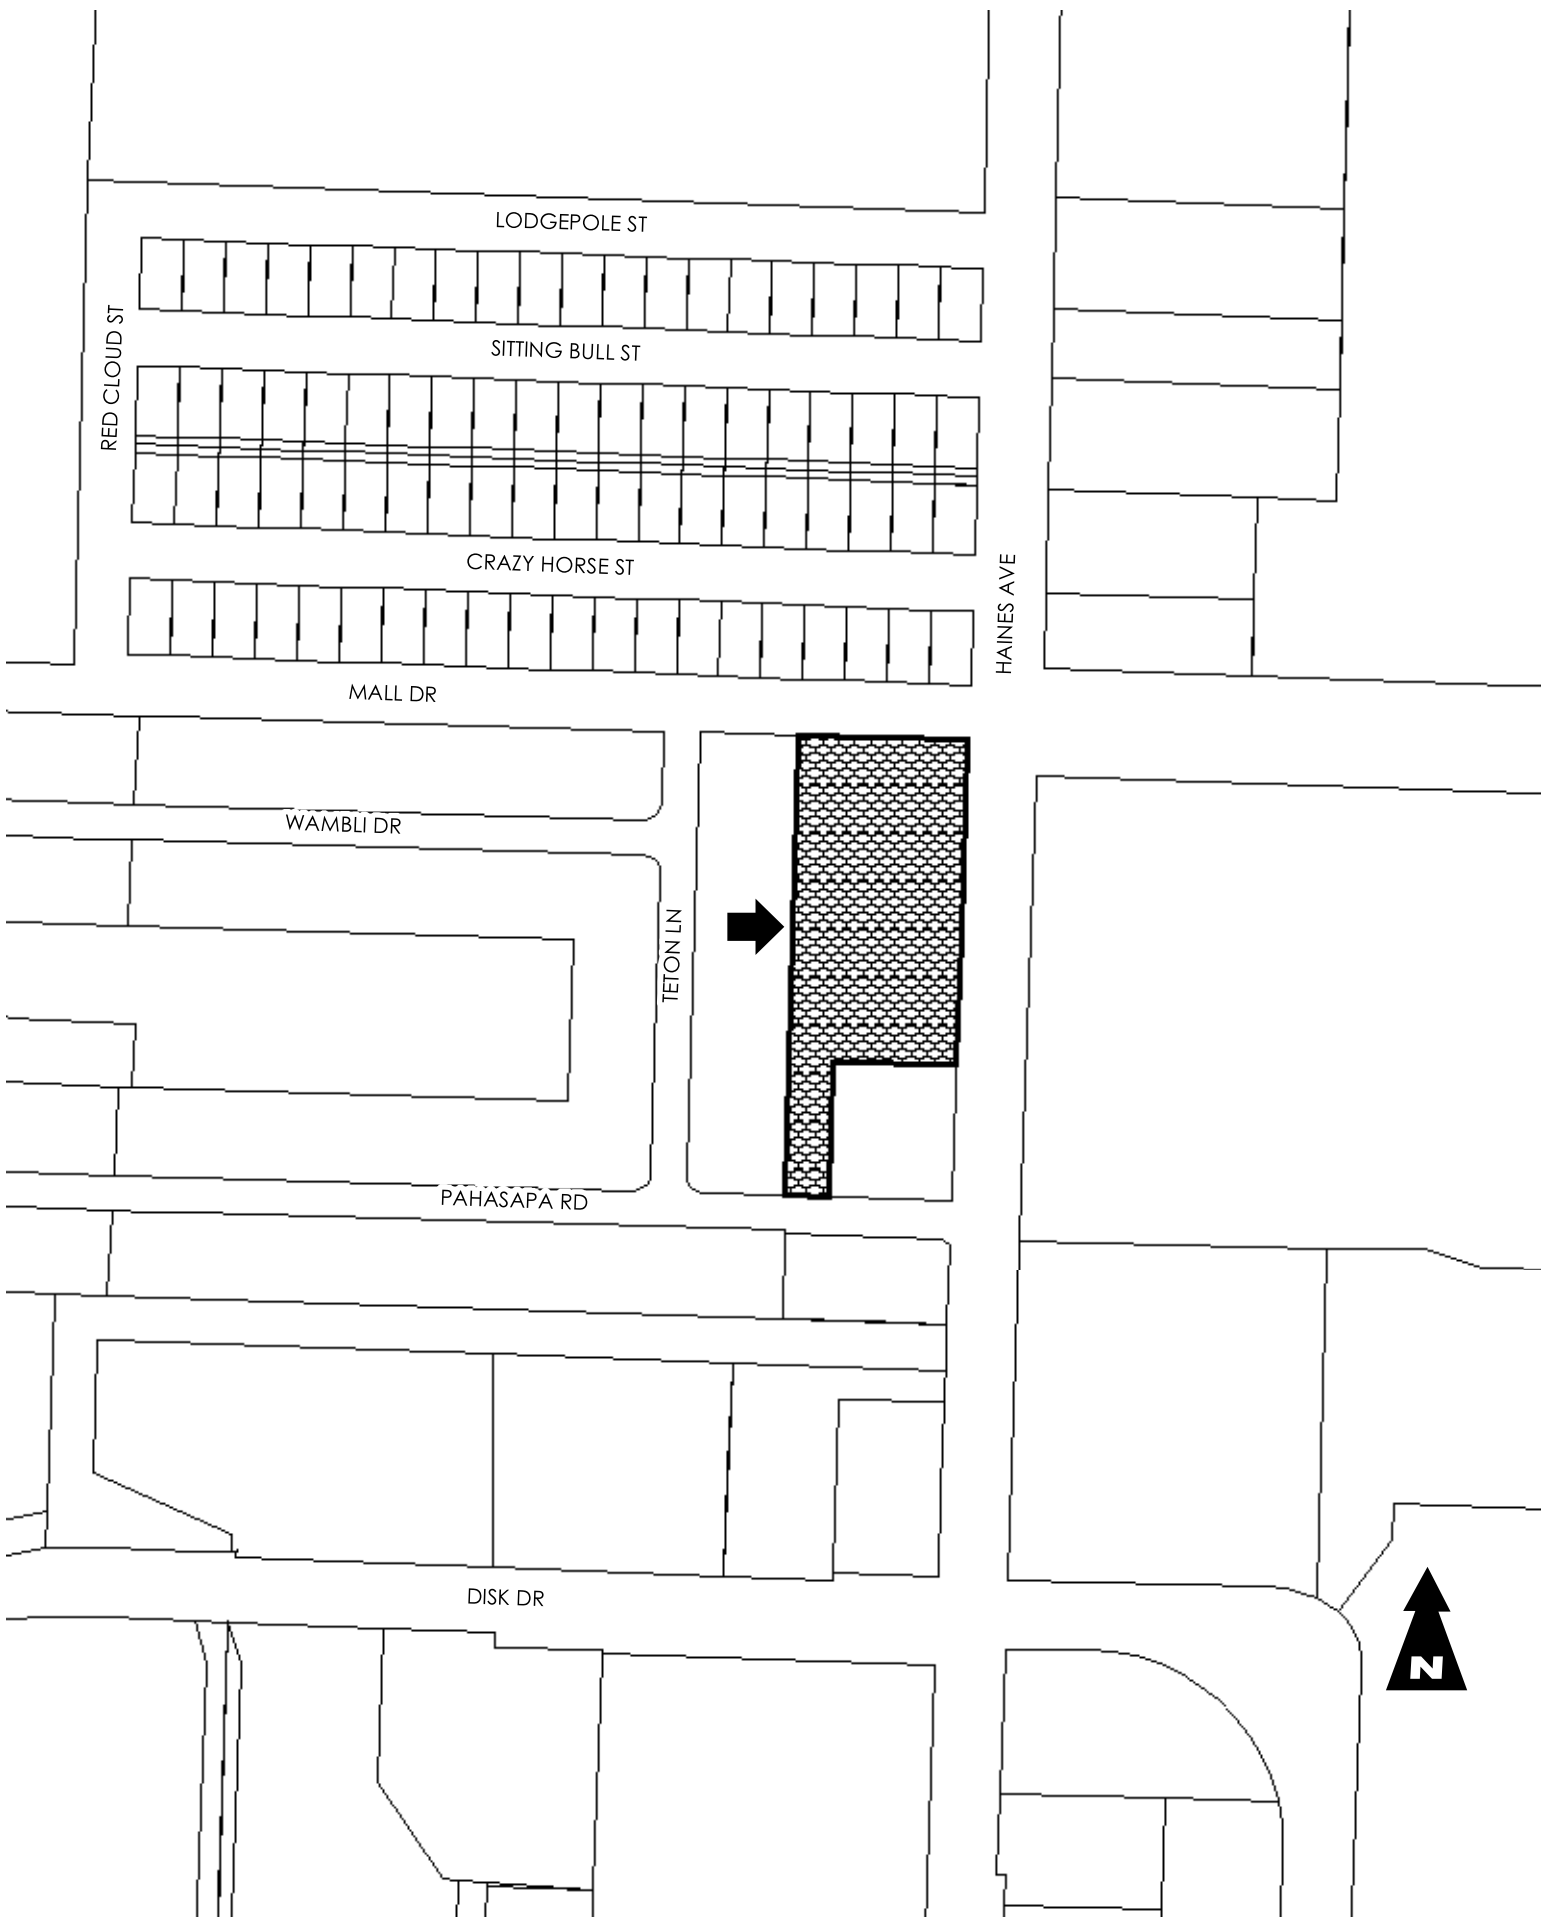 LODGEPOLE ST
RED CLOUD ST
SITTING BULL ST
CRAZY HORSE ST
HAINES AVE
MALL DR
WAMBLI DR
TETON LN
PAHASAPA RD
DISK DR
N